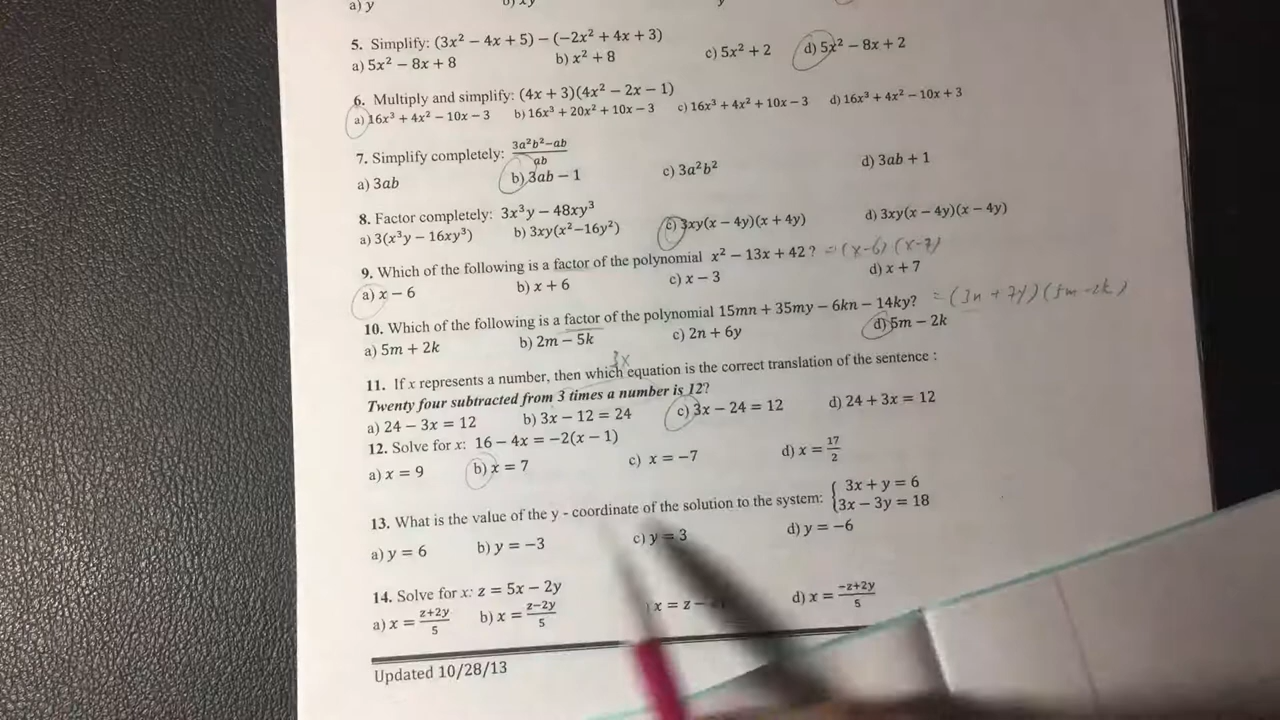 a) y b) xy y
5. Simplify: (3x² − 4x + 5) − (−2x² + 4x + 3)
a) 5x² − 8x + 8 b) x² + 8 c) 5x² + 2 d) 5x² − 8x + 2
6. Multiply and simplify: (4x + 3)(4x² − 2x − 1)
a) 16x³ + 4x² − 10x − 3 b) 16x³ + 20x² + 10x − 3 c) 16x³ + 4x² + 10x − 3 d) 16x³ + 4x² − 10x + 3
7. Simplify completely: 3a²b²−ab / ab
a) 3ab b) 3ab − 1 c) 3a²b² d) 3ab + 1
8. Factor completely: 3x³y − 48xy³
a) 3(x³y − 16xy³) b) 3xy(x²−16y²) c) 3xy(x − 4y)(x + 4y) d) 3xy(x − 4y)(x − 4y)
9. Which of the following is a factor of the polynomial x² − 13x + 42 ? = (x-6) (x-7)
a) x − 6 b) x + 6 c) x − 3 d) x + 7
10. Which of the following is a factor of the polynomial 15mn + 35my − 6kn − 14ky? = (3n + 7y) (5m - 2k)
a) 5m + 2k b) 2m − 5k c) 2n + 6y d) 5m − 2k
3x
11. If x represents a number, then which equation is the correct translation of the sentence :
Twenty four subtracted from 3 times a number is 12?
a) 24 − 3x = 12 b) 3x − 12 = 24 c) 3x − 24 = 12 d) 24 + 3x = 12
12. Solve for x: 16 − 4x = −2(x − 1)
a) x = 9 b) x = 7 c) x = −7 d) x = 17/2
13. What is the value of the y - coordinate of the solution to the system: { 3x + y = 6
3x − 3y = 18
a) y = 6 b) y = −3 c) y = 3 d) y = −6
14. Solve for x: z = 5x − 2y
a) x = z+2y/5 b) x = z−2y/5 x = z − d) x = −z+2y/5
Updated 10/28/13